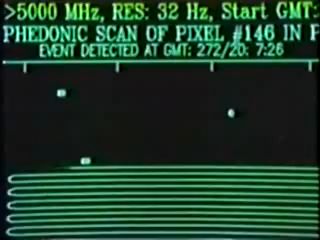 >5000 MHz, RES: 32 Hz, Start GMT:
PHEDONIC SCAN OF PIXEL #146 IN P
EVENT DETECTED AT GMT: 272/20: 7:26